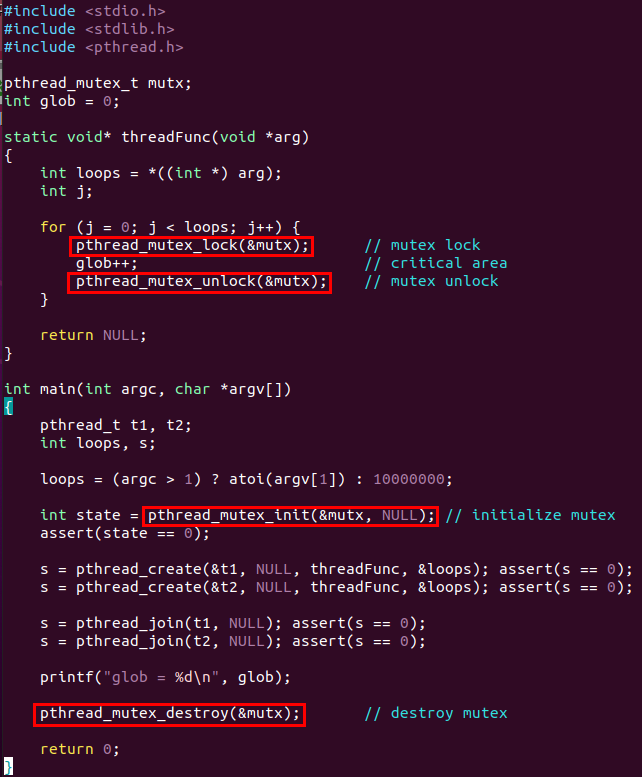 #include <stdio.h>
#include <stdlib.h>
#include <pthread.h>

pthread_mutex_t mutx;
int glob = 0;

static void* threadFunc(void *arg)
{
    int loops = *((int *) arg);
    int j;

    for (j = 0; j < loops; j++) {
        pthread_mutex_lock(&mutx);      // mutex lock
        glob++;                         // critical area
        pthread_mutex_unlock(&mutx);    // mutex unlock
    }

    return NULL;
}

int main(int argc, char *argv[])
{
    pthread_t t1, t2;
    int loops, s;

    loops = (argc > 1) ? atoi(argv[1]) : 10000000;

    int state = pthread_mutex_init(&mutx, NULL); // initialize mutex
    assert(state == 0);

    s = pthread_create(&t1, NULL, threadFunc, &loops); assert(s == 0);
    s = pthread_create(&t2, NULL, threadFunc, &loops); assert(s == 0);

    s = pthread_join(t1, NULL); assert(s == 0);
    s = pthread_join(t2, NULL); assert(s == 0);

    printf("glob = %d\n", glob);

    pthread_mutex_destroy(&mutx);       // destroy mutex

    return 0;
}